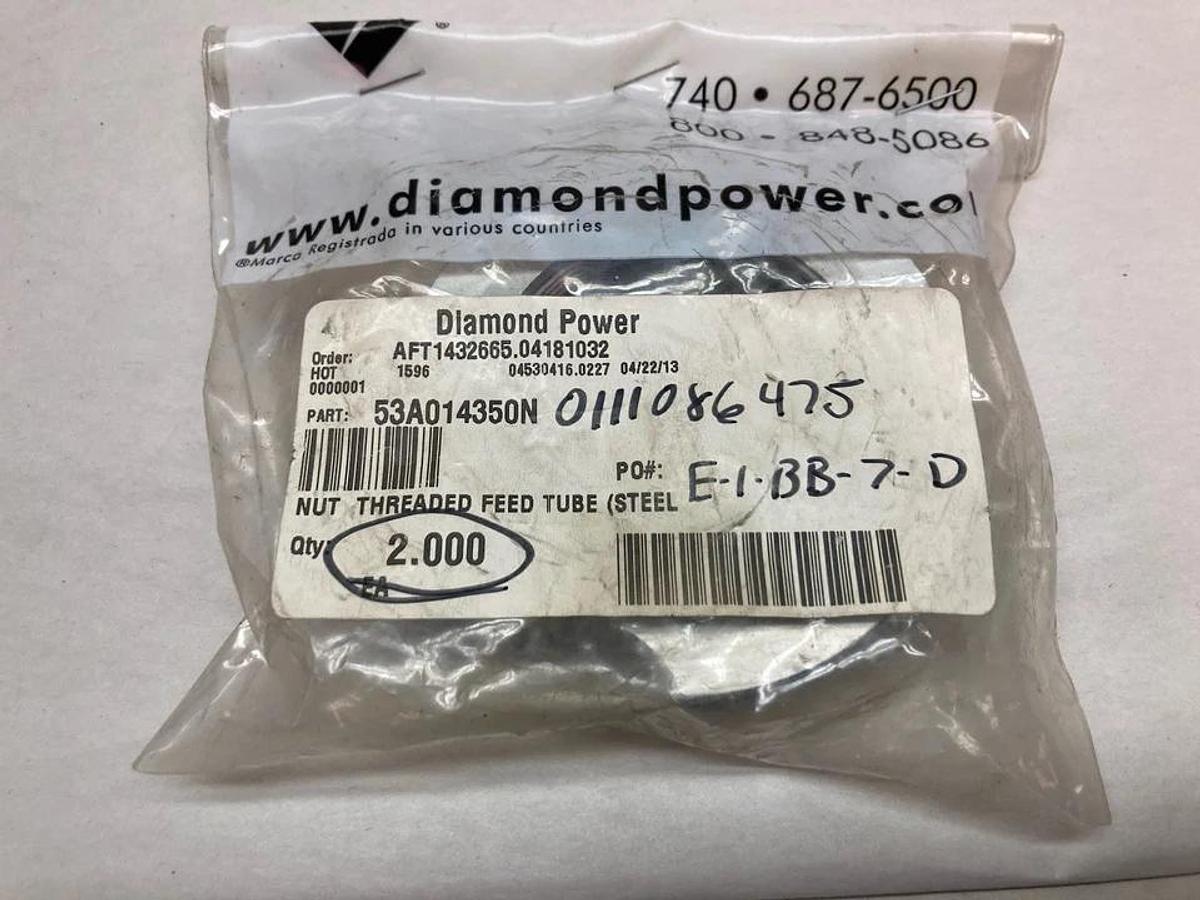 ®
740 • 687-6500
800 - 848-5086
www.diamondpower.co
®Marca Registrada in various countries
Diamond Power
Order: AFT1432665.04181032
HOT 1596 04530416.0227 04/22/13
0000001
PART: 53A014350N 0111086475
PO#: E-1-BB-7-D
NUT THREADED FEED TUBE (STEEL
Qty: 2.000
EA